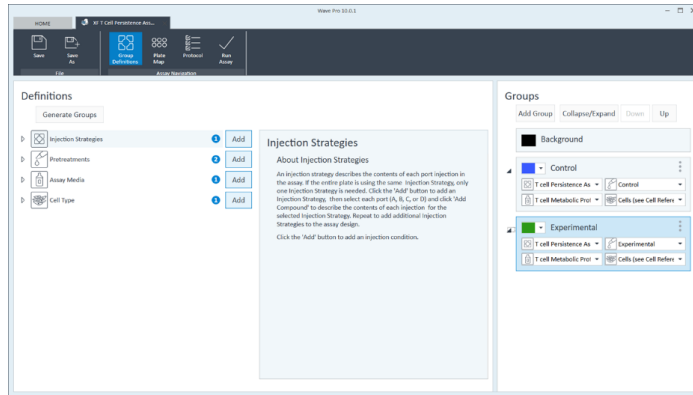 Wave Pro 10.0.1
HOME
XF T Cell Persistence Ass...
Save
Save As
Group Definitions
Plate Map
Protocol
Run Assay
File
Assay Navigation
Definitions
Generate Groups
Injection Strategies 1 Add
Pretreatments 2 Add
Assay Media 1 Add
Cell Type 1 Add
Injection Strategies
About Injection Strategies
An injection strategy describes the contents of each port injection in
the assay. If the entire plate is using the same Injection Strategy, only
one Injection Strategy is needed. Click the 'Add' button to add an
Injection Strategy, then select each port (A, B, C, or D) and click 'Add
Compound' to describe the contents of each injection for the
selected Injection Strategy. Repeat to add additional Injection
Strategies to the assay design.
Click the 'Add' button to add an injection condition.
Groups
Add Group Collapse/Expand Down Up
Background
Control
T cell Persistence As Control
T cell Metabolic Prof Cells (see Cell Refere
Experimental
T cell Persistence As Experimental
T cell Metabolic Prof Cells (see Cell Refere